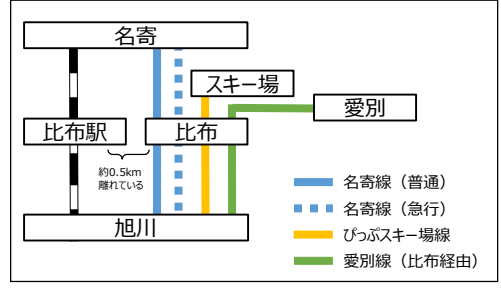 名寄
スキー場
愛別
比布駅
比布
約0.5km
離れている
旭川
名寄線（普通）
名寄線（急行）
ぴっぷスキー場線
愛別線（比布経由）